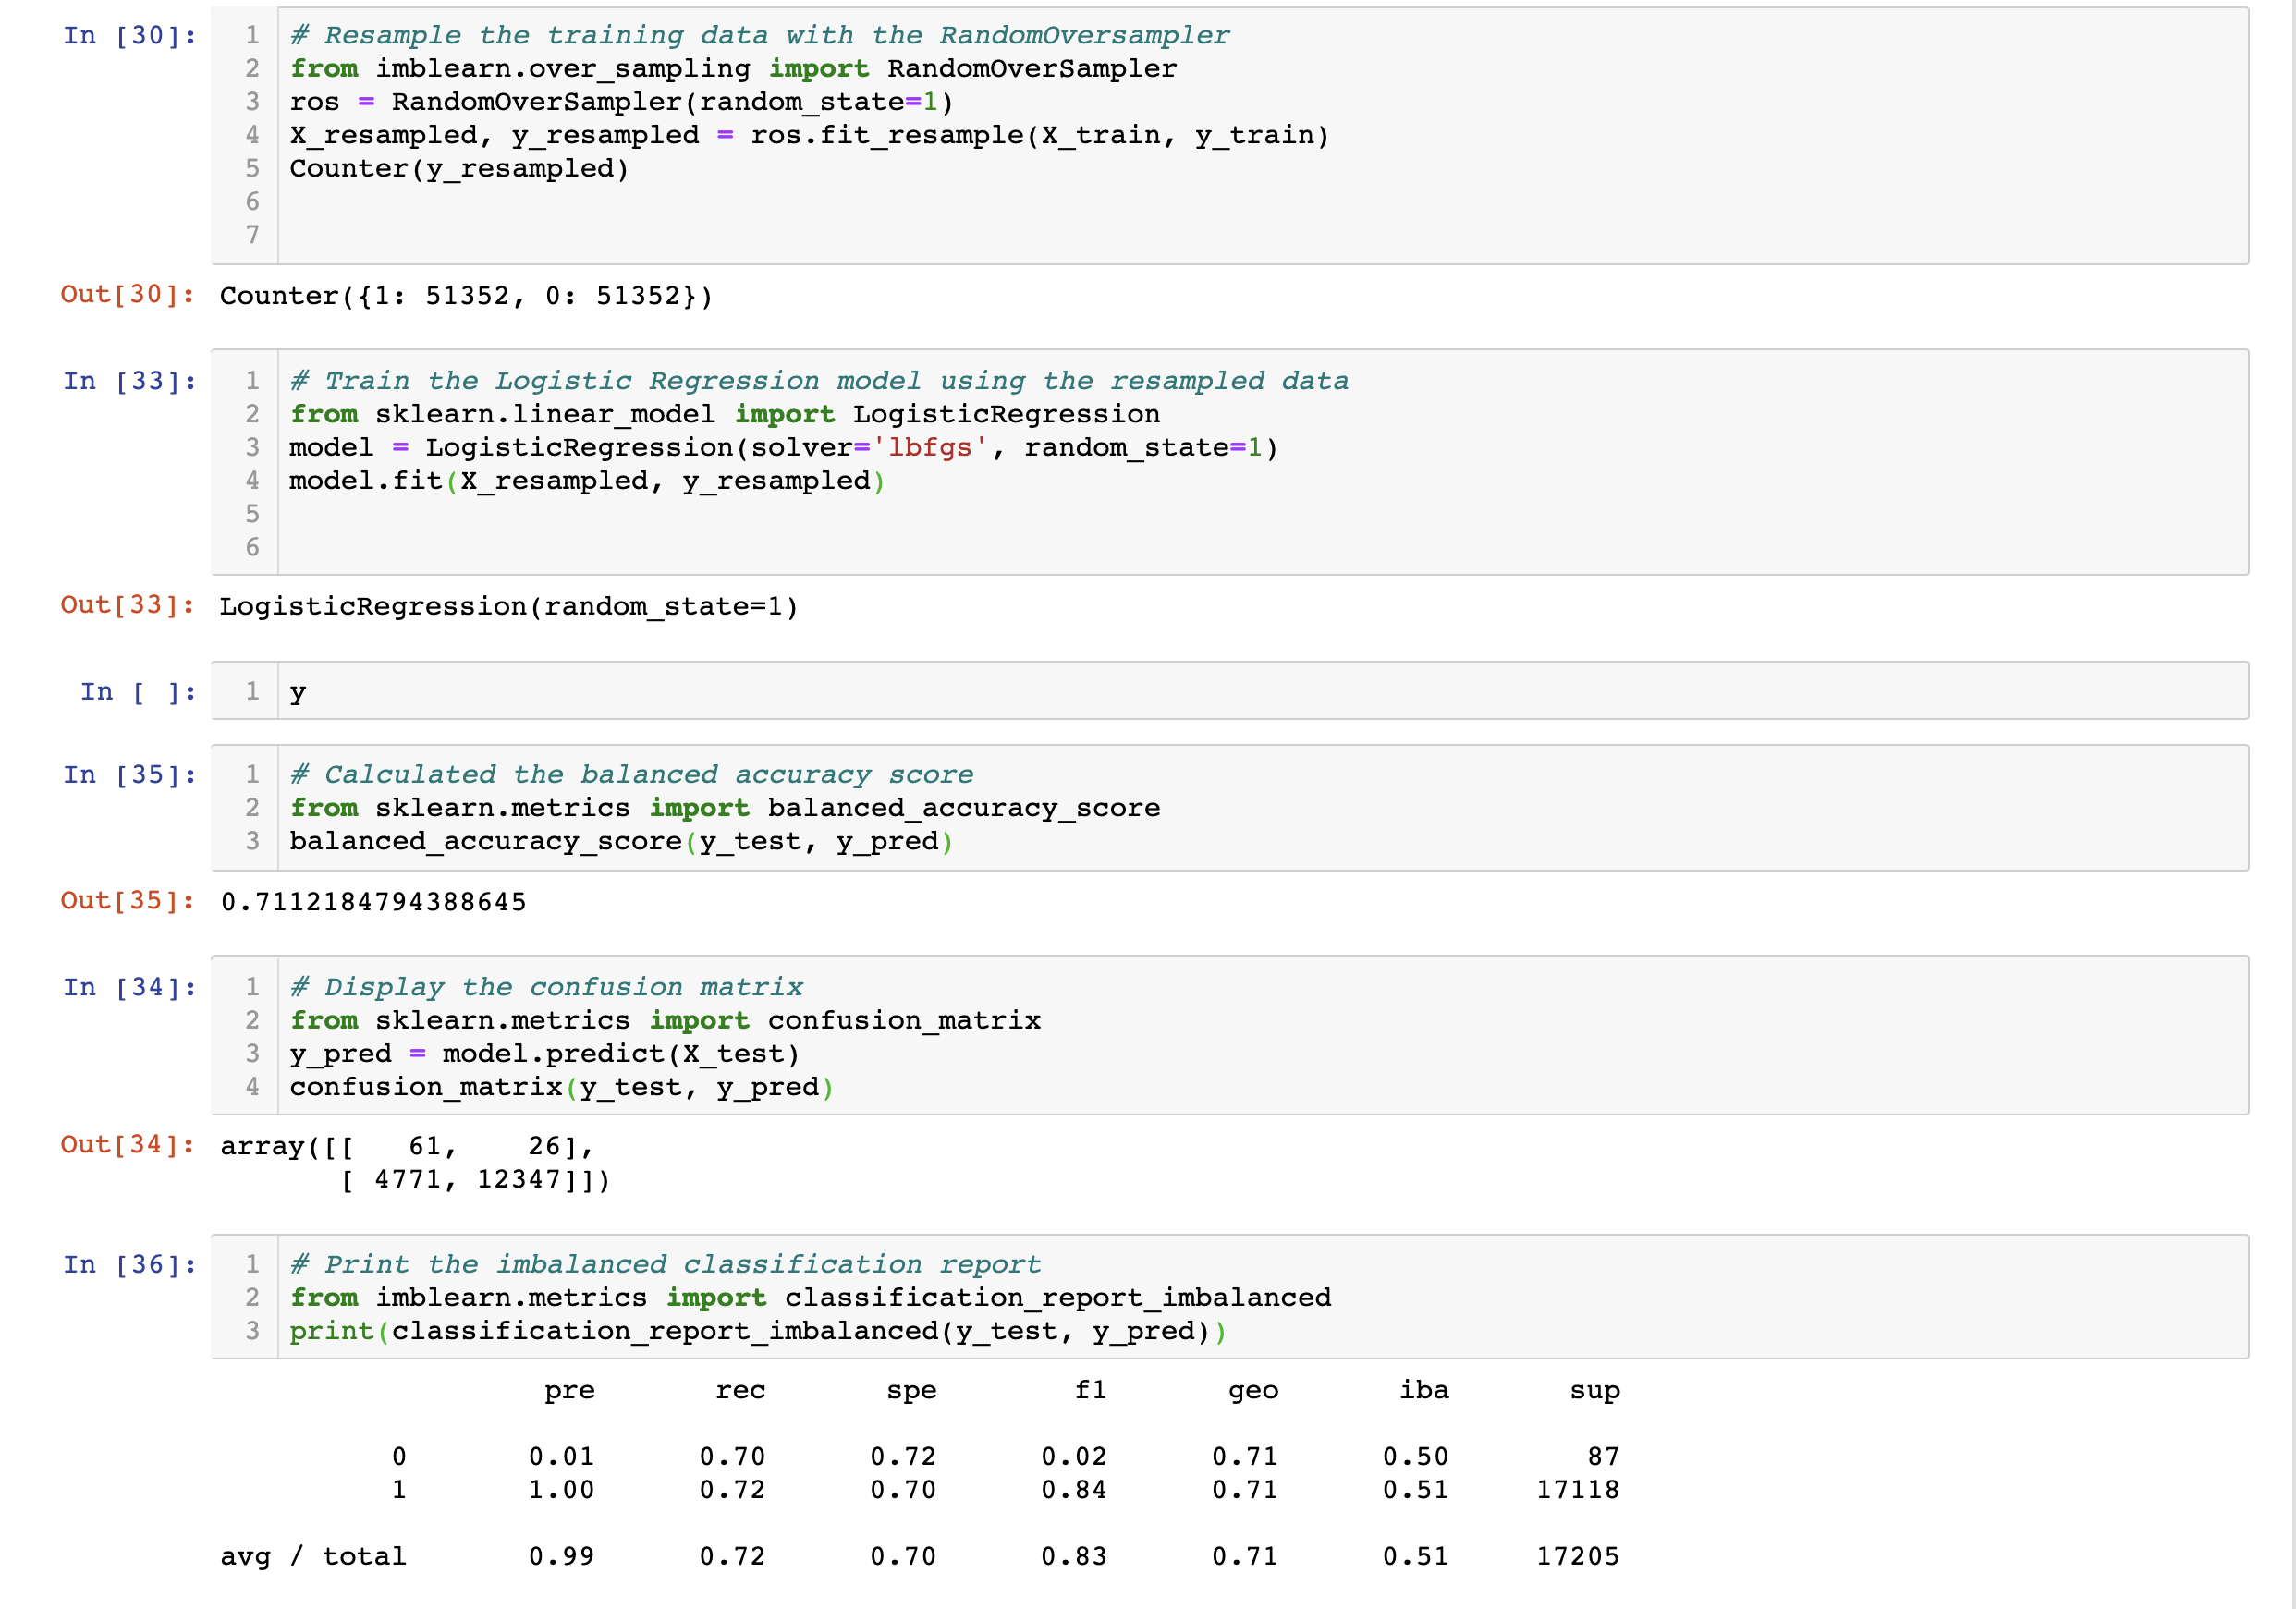 In [30]:
1 # Resample the training data with the RandomOversampler
2 from imblearn.over_sampling import RandomOverSampler
3 ros = RandomOverSampler(random_state=1)
4 X_resampled, y_resampled = ros.fit_resample(X_train, y_train)
5 Counter(y_resampled)
6
7
Out[30]: Counter({1: 51352, 0: 51352})
In [33]:
1 # Train the Logistic Regression model using the resampled data
2 from sklearn.linear_model import LogisticRegression
3 model = LogisticRegression(solver='lbfgs', random_state=1)
4 model.fit(X_resampled, y_resampled)
5
6
Out[33]: LogisticRegression(random_state=1)
In [ ]: 1 y
In [35]:
1 # Calculated the balanced accuracy score
2 from sklearn.metrics import balanced_accuracy_score
3 balanced_accuracy_score(y_test, y_pred)
Out[35]: 0.7112184794388645
In [34]:
1 # Display the confusion matrix
2 from sklearn.metrics import confusion_matrix
3 y_pred = model.predict(X_test)
4 confusion_matrix(y_test, y_pred)
Out[34]: array([[   61,    26],
       [ 4771, 12347]])
In [36]:
1 # Print the imbalanced classification report
2 from imblearn.metrics import classification_report_imbalanced
3 print(classification_report_imbalanced(y_test, y_pred))
pre rec spe f1 geo iba sup
0 0.01 0.70 0.72 0.02 0.71 0.50 87
1 1.00 0.72 0.70 0.84 0.71 0.51 17118
avg / total 0.99 0.72 0.70 0.83 0.71 0.51 17205